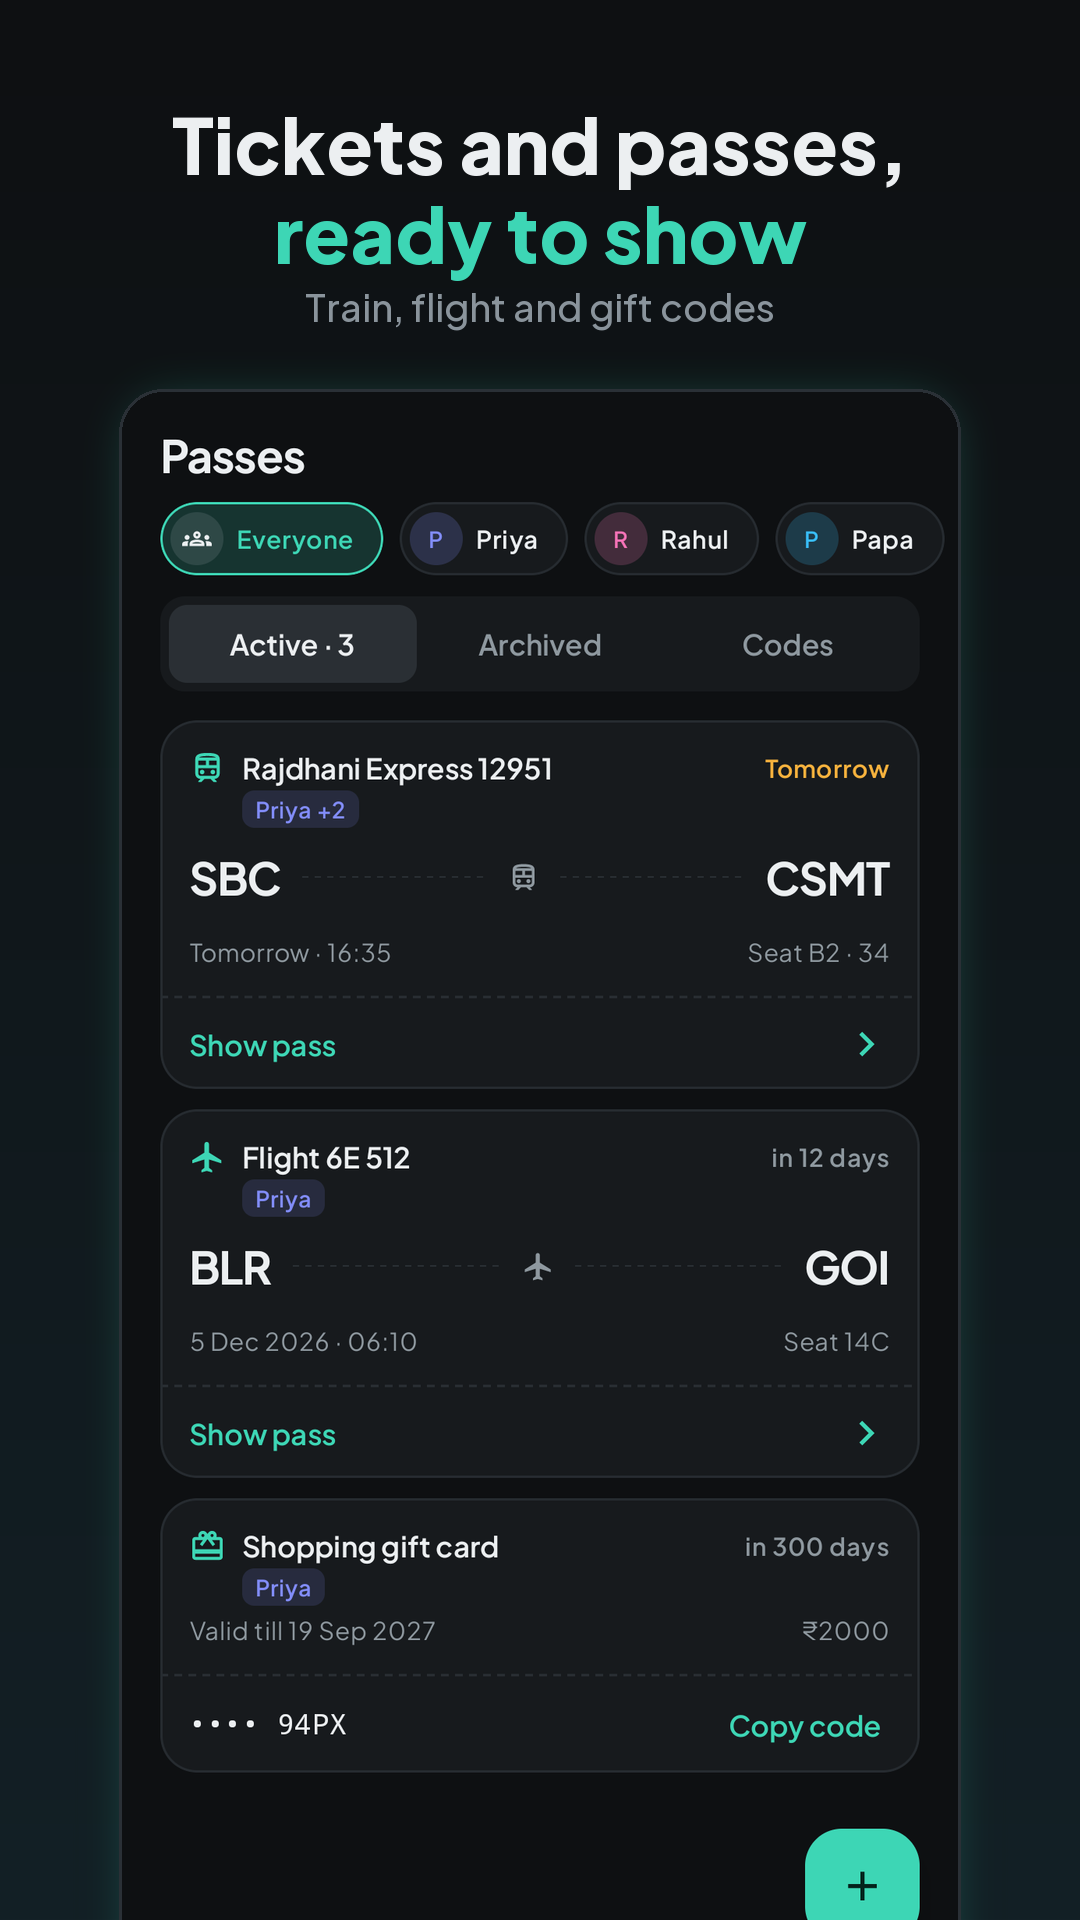 Tickets and passes,
ready to show
Train, flight and gift codes
Passes
Everyone
P Priya
R Rahul
P Papa
Active · 3
Archived
Codes
Rajdhani Express 12951
Tomorrow
Priya +2
SBC
CSMT
Tomorrow · 16:35
Seat B2 · 34
Show pass
Flight 6E 512
in 12 days
Priya
BLR
GOI
5 Dec 2026 · 06:10
Seat 14C
Show pass
Shopping gift card
in 300 days
Priya
Valid till 19 Sep 2027
₹2000
•••• 94PX
Copy code
+